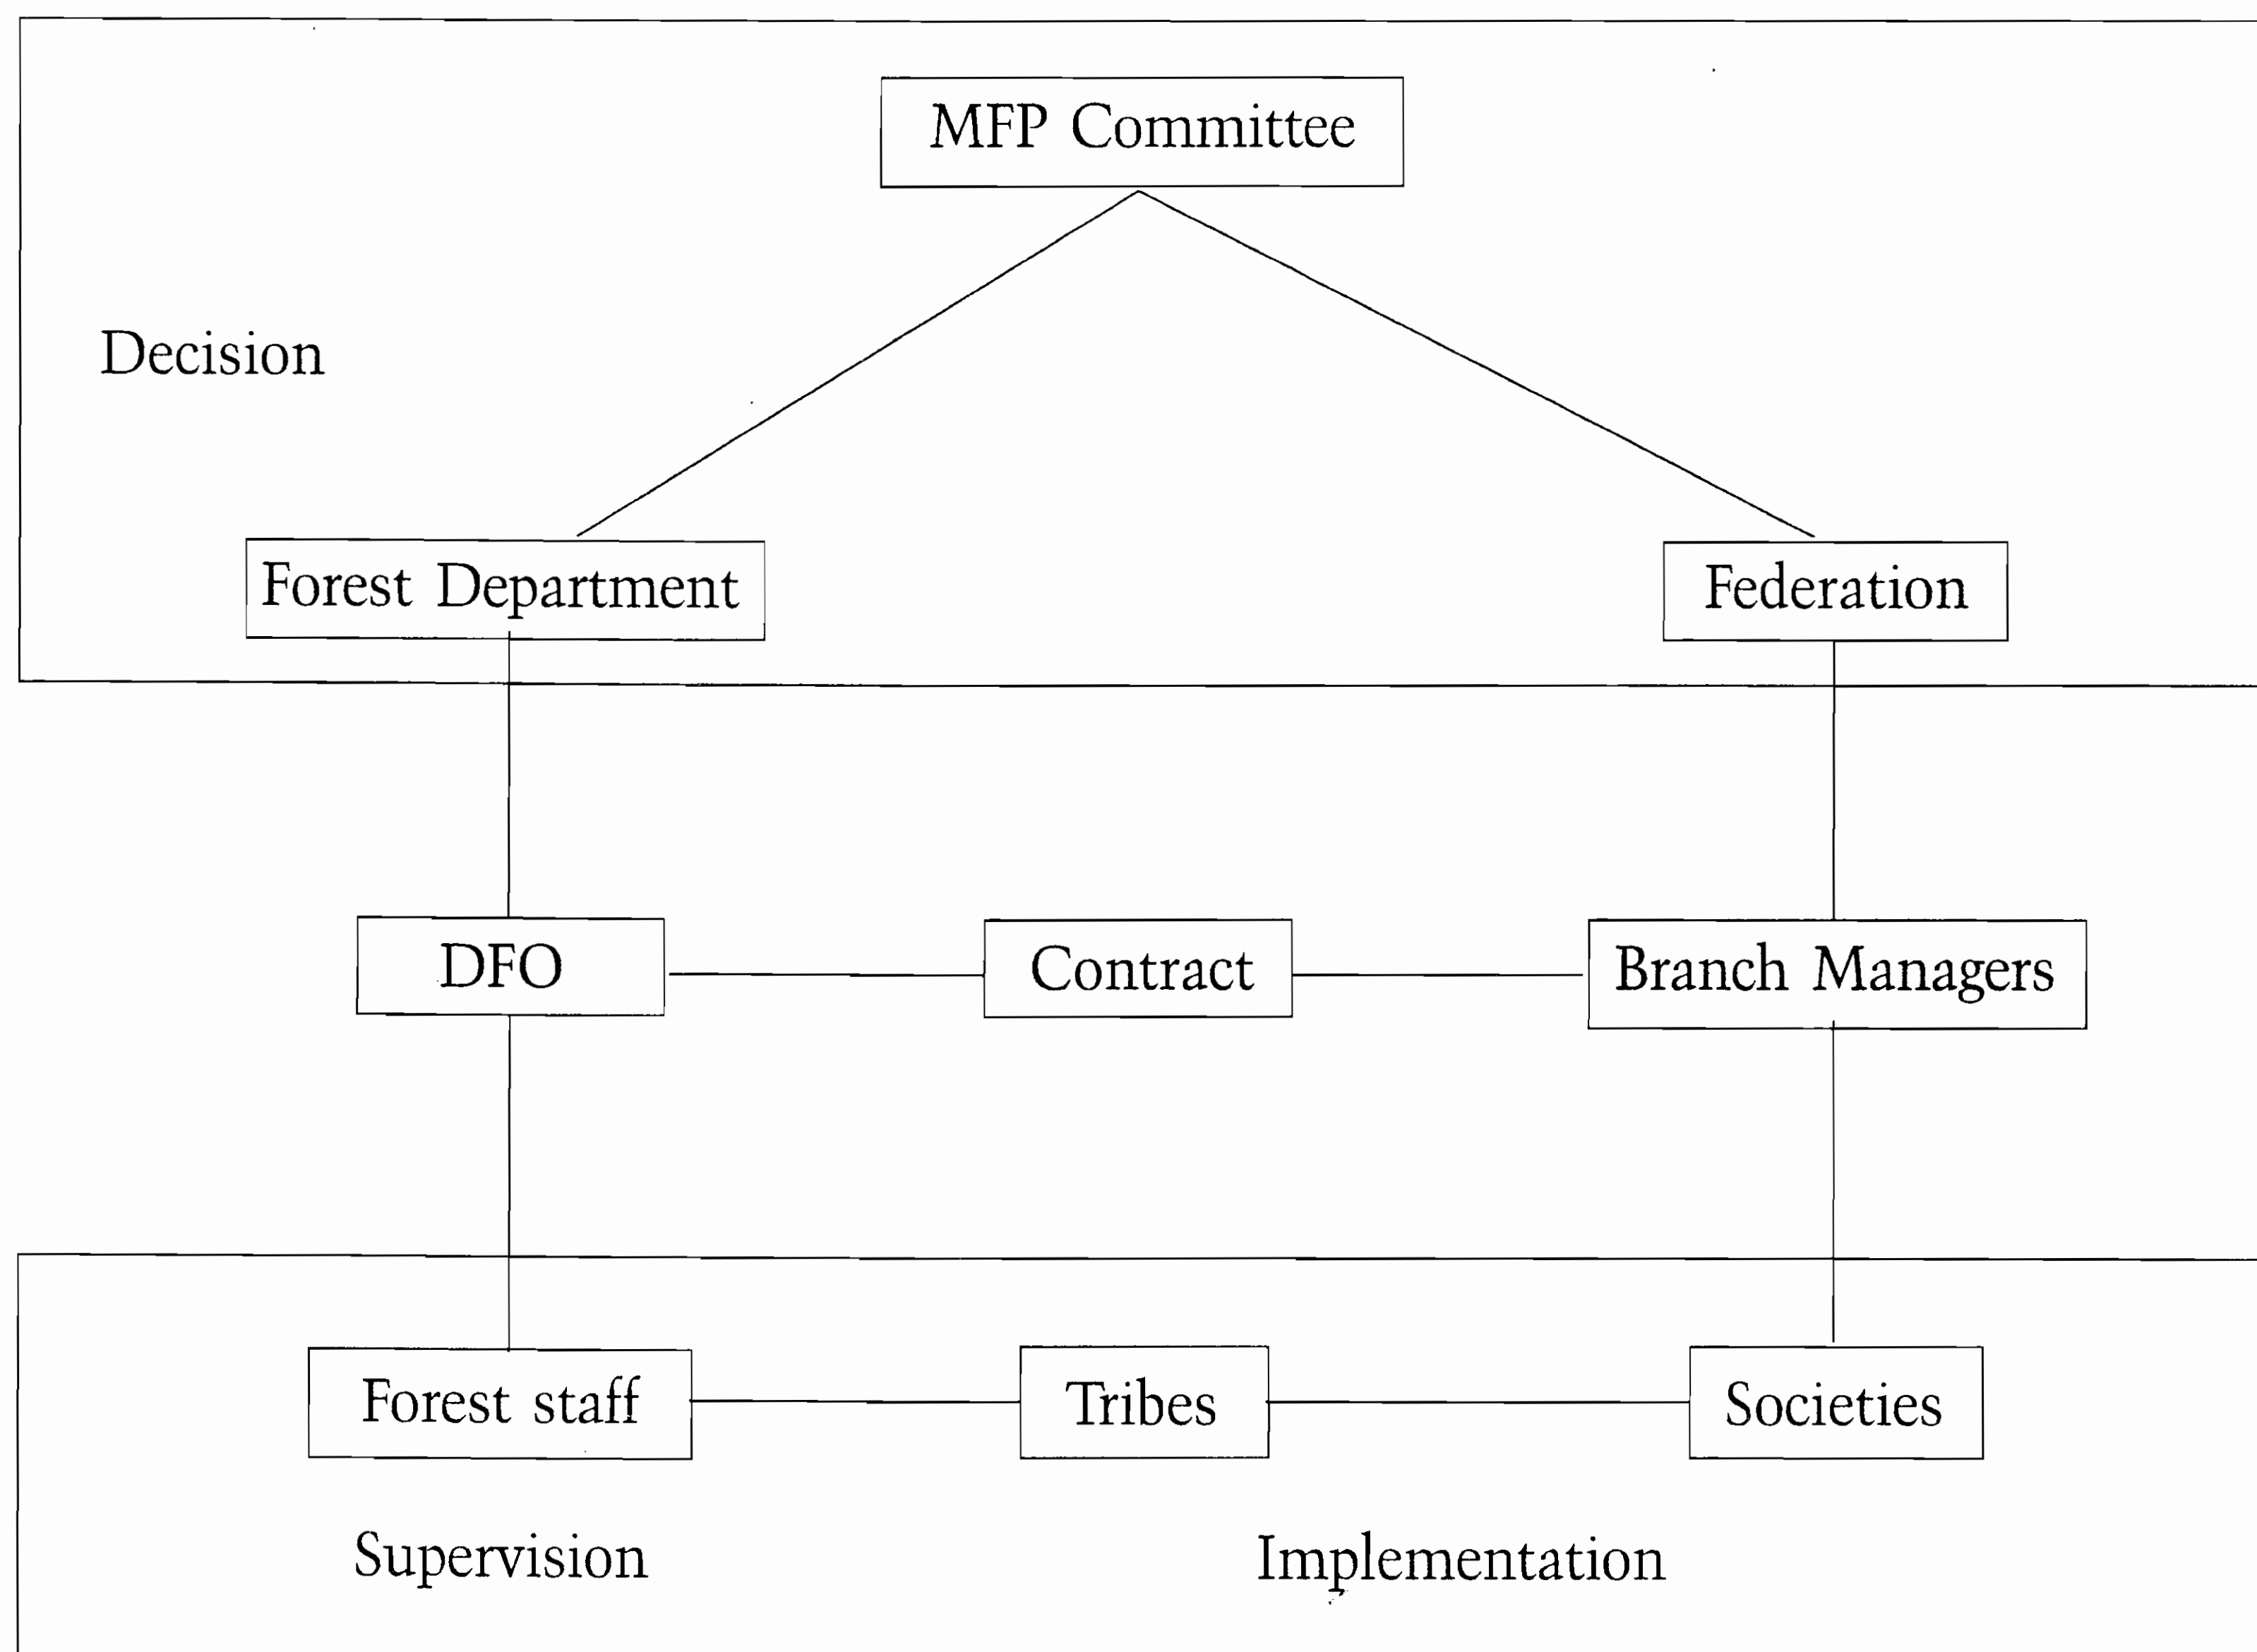 MFP Committee
Decision
Forest Department
Federation
DFO
Contract
Branch Managers
Forest staff
Tribes
Societies
Supervision
Implementation